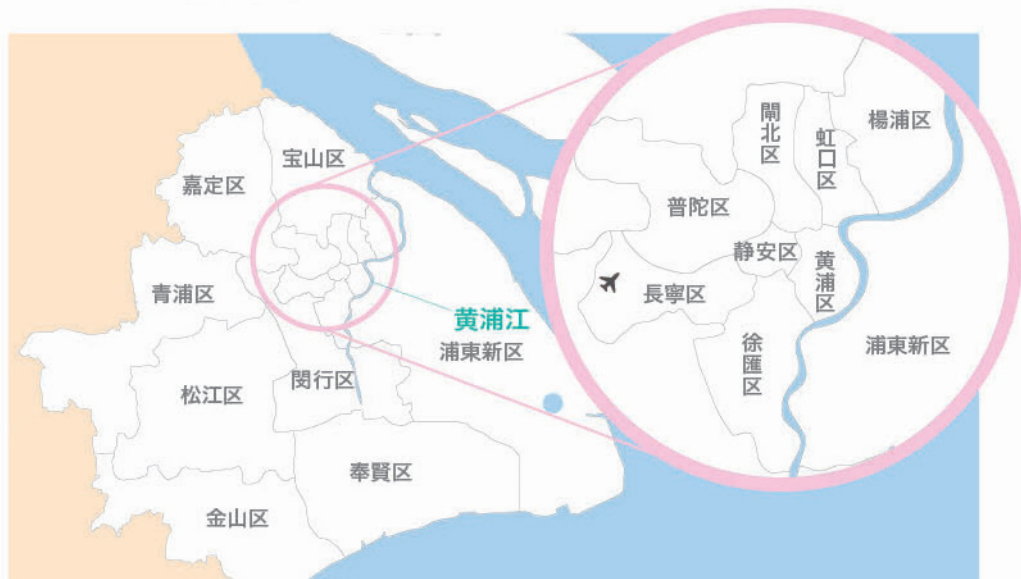 宝山区
嘉定区
青浦区
黄浦江
浦東新区
閔行区
松江区
奉賢区
金山区
楊浦区
閘北区
虹口区
普陀区
静安区
黄浦区
長寧区
徐匯区
浦東新区